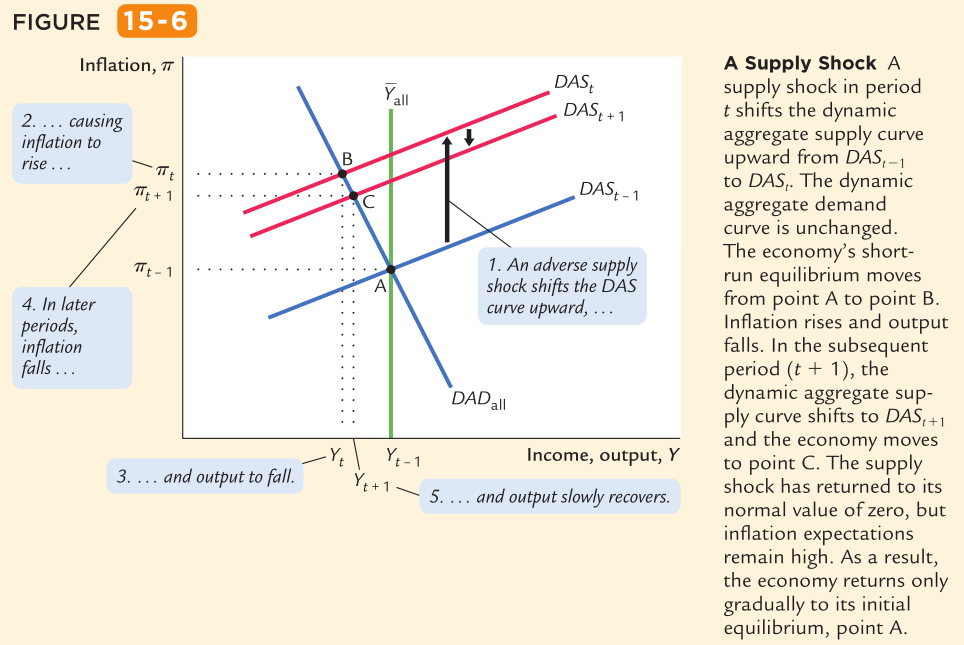 FIGURE 15-6
Inflation, π
Y̅all
DASt
DASt + 1
2. . . . causing
inflation to
rise . . .
B
πt
πt + 1
C
DASt – 1
πt – 1
A
1. An adverse supply
shock shifts the DAS
curve upward, . . .
4. In later
periods,
inflation
falls . . .
DADall
Yt
Yt – 1
Income, output, Y
3. . . . and output to fall.
Yt + 1
5. . . . and output slowly recovers.
A Supply Shock A
supply shock in period
t shifts the dynamic
aggregate supply curve
upward from DASt–1
to DASt. The dynamic
aggregate demand
curve is unchanged.
The economy’s short-
run equilibrium moves
from point A to point B.
Inflation rises and output
falls. In the subsequent
period (t + 1), the
dynamic aggregate sup-
ply curve shifts to DASt+1
and the economy moves
to point C. The supply
shock has returned to its
normal value of zero, but
inflation expectations
remain high. As a result,
the economy returns only
gradually to its initial
equilibrium, point A.